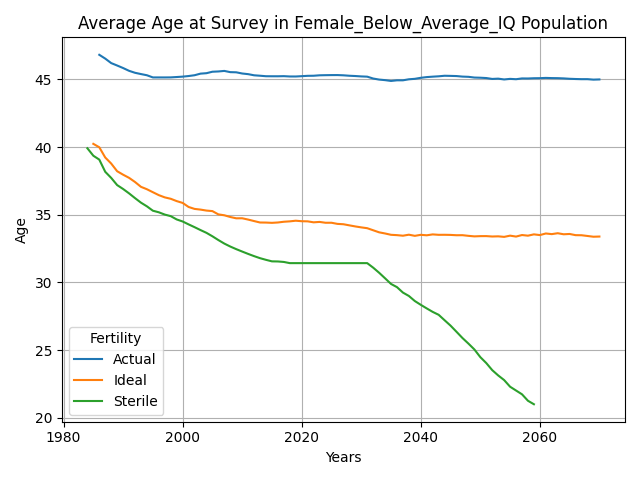 Average Age at Survey in Female_Below_Average_IQ Population
Age
45
40
35
30
25
20
Fertility
Actual
Ideal
Sterile
1980
2000
2020
2040
2060
Years